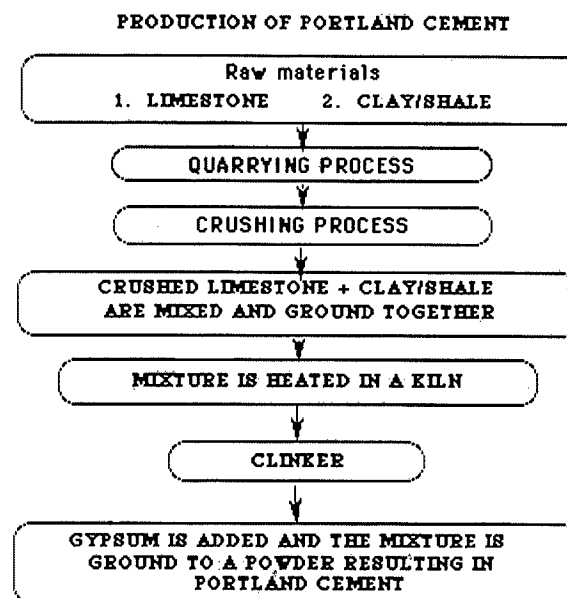 PRODUCTION OF PORTLAND CEMENT
Raw materials
1. LIMESTONE 2. CLAY/SHALE
QUARRYING PROCESS
CRUSHING PROCESS
CRUSHED LIMESTONE + CLAY/SHALE
ARE MIXED AND GROUND TOGETHER
MIXTURE IS HEATED IN A KILN
CLINKER
GYPSUM IS ADDED AND THE MIXTURE IS
GROUND TO A POWDER RESULTING IN
PORTLAND CEMENT